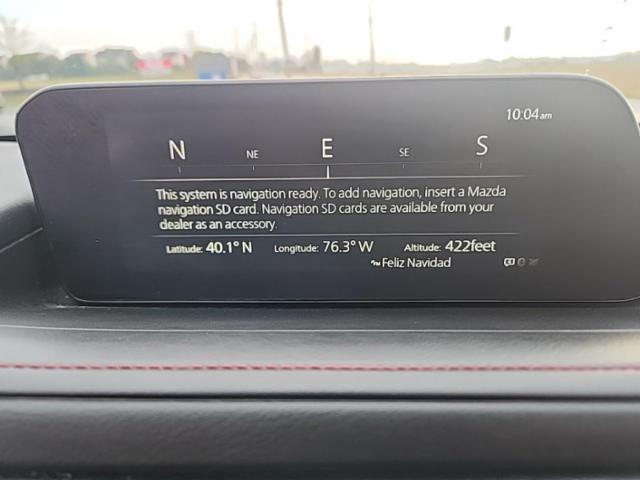 10:04am
N NE E SE S
This system is navigation ready. To add navigation, insert a Mazda
navigation SD card. Navigation SD cards are available from your
dealer as an accessory.
Latitude: 40.1° N Longitude: 76.3° W Altitude: 422feet
Feliz Navidad